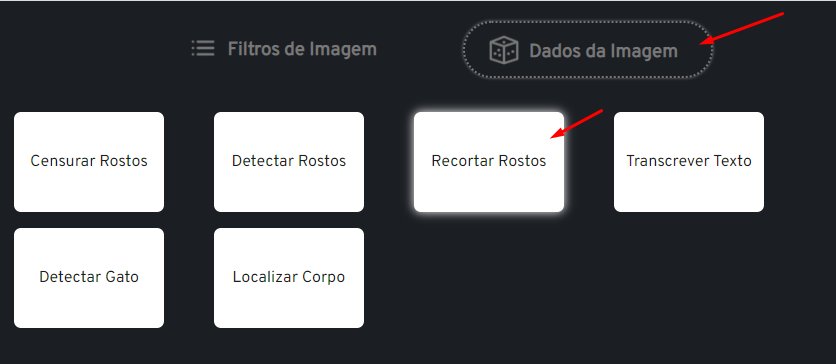 Filtros de Imagem
Dados da Imagem
Censurar Rostos
Detectar Rostos
Recortar Rostos
Transcrever Texto
Detectar Gato
Localizar Corpo